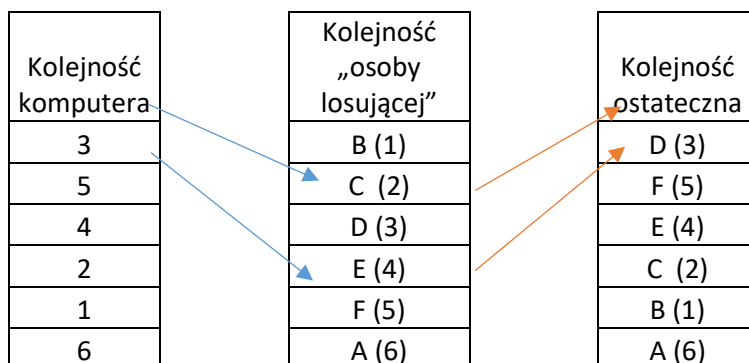 Kolejność
komputera
3
5
4
2
1
6
Kolejność
„osoby
losującej”
B (1)
C (2)
D (3)
E (4)
F (5)
A (6)
Kolejność
ostateczna
D (3)
F (5)
E (4)
C (2)
B (1)
A (6)